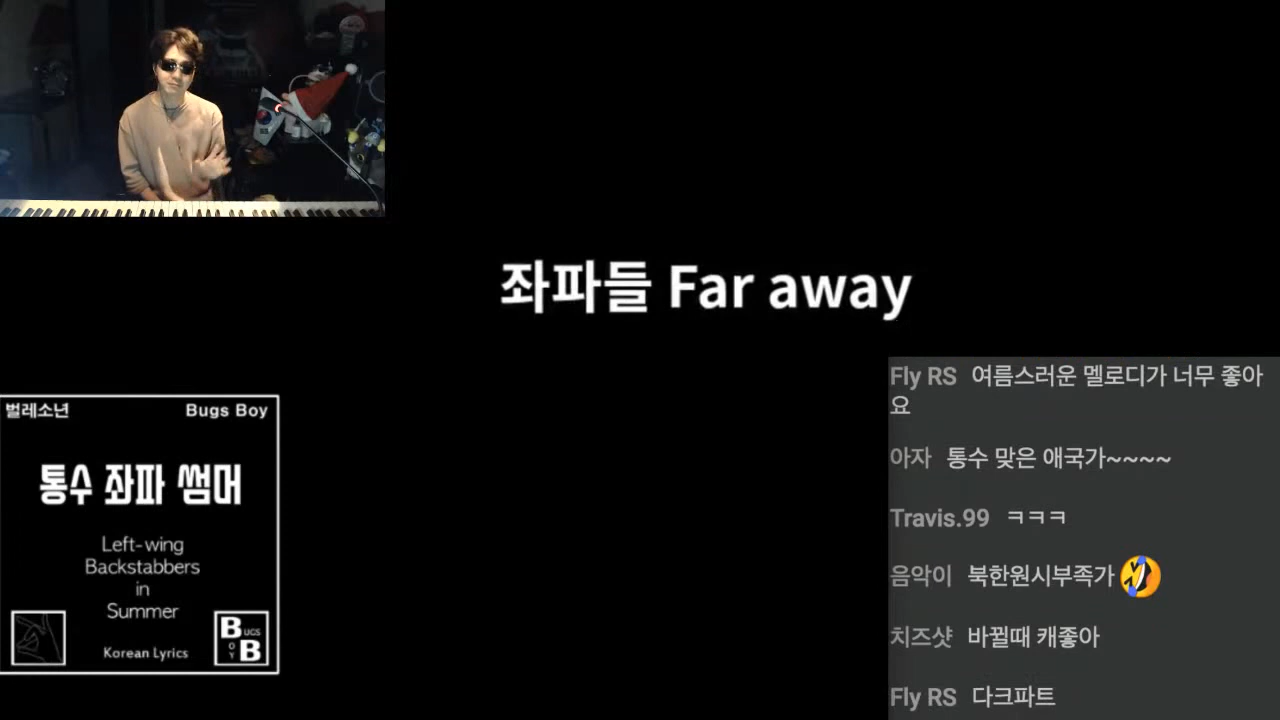 좌파들 Far away
벌레소년 Bugs Boy
통수 좌파 썸머
Left-wing
Backstabbers
in
Summer
Korean Lyrics
BUGS
BOY
Fly RS 여름스러운 멜로디가 너무 좋아
요
아자 통수 맞은 애국가~~~~
Travis.99 ㅋㅋㅋ
음악이 북한원시부족가🤣
치즈샷 바뀔때 캐좋아
Fly RS 다크파트